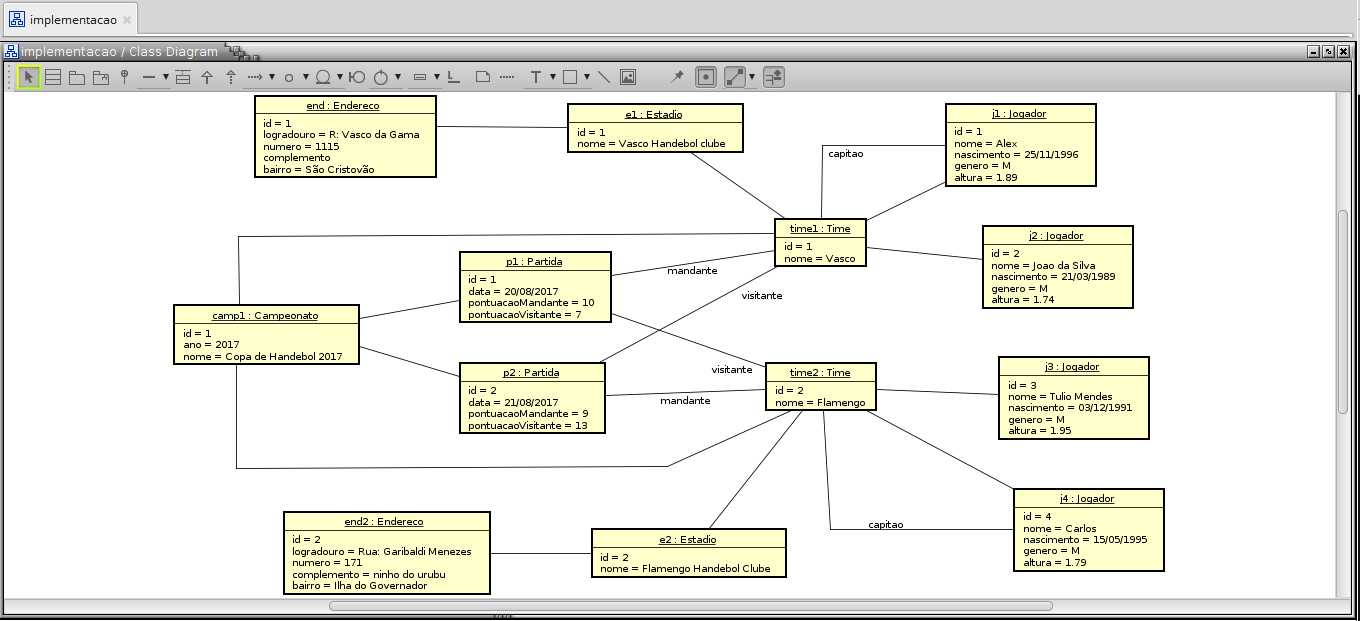 implementacao
implementacao / Class Diagram
end : Endereco
id = 1
logradouro = R: Vasco da Gama
numero = 1115
complemento
bairro = São Cristovão
e1 : Estadio
id = 1
nome = Vasco Handebol clube
j1 : Jogador
id = 1
nome = Alex
nascimento = 25/11/1996
genero = M
altura = 1.89
capitao
time1 : Time
id = 1
nome = Vasco
j2 : Jogador
id = 2
nome = Joao da Silva
nascimento = 21/03/1989
genero = M
altura = 1.74
p1 : Partida
id = 1
data = 20/08/2017
pontuacaoMandante = 10
pontuacaoVisitante = 7
mandante
visitante
camp1 : Campeonato
id = 1
ano = 2017
nome = Copa de Handebol 2017
p2 : Partida
id = 2
data = 21/08/2017
pontuacaoMandante = 9
pontuacaoVisitante = 13
visitante
mandante
time2 : Time
id = 2
nome = Flamengo
j3 : Jogador
id = 3
nome = Tulio Mendes
nascimento = 03/12/1991
genero = M
altura = 1.95
j4 : Jogador
id = 4
nome = Carlos
nascimento = 15/05/1995
genero = M
altura = 1.79
capitao
end2 : Endereco
id = 2
logradouro = Rua: Garibaldi Menezes
numero = 171
complemento = ninho do urubu
bairro = Ilha do Governador
e2 : Estadio
id = 2
nome = Flamengo Handebol Clube